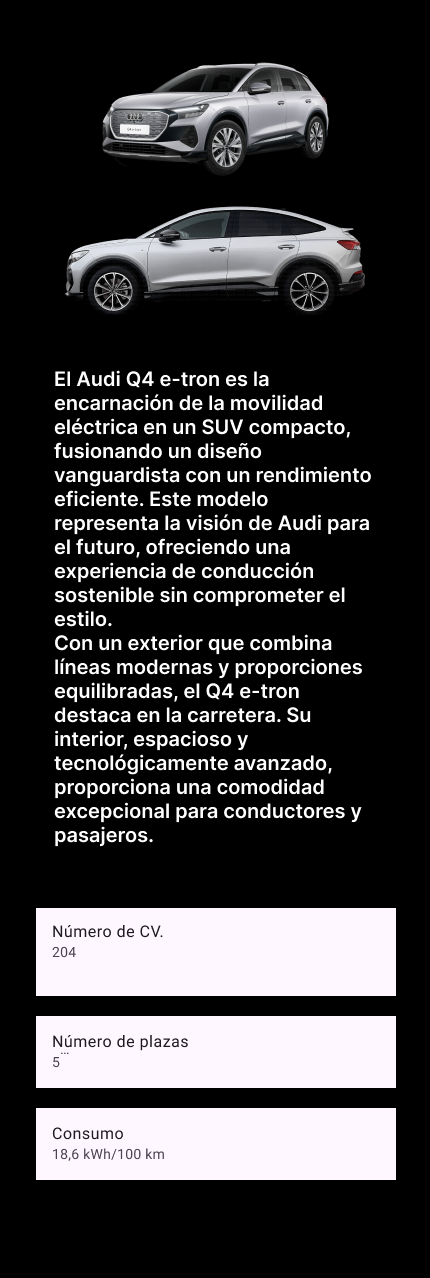 El Audi Q4 e-tron es la
encarnación de la movilidad
eléctrica en un SUV compacto,
fusionando un diseño
vanguardista con un rendimiento
eficiente. Este modelo
representa la visión de Audi para
el futuro, ofreciendo una
experiencia de conducción
sostenible sin comprometer el
estilo.
Con un exterior que combina
líneas modernas y proporciones
equilibradas, el Q4 e-tron
destaca en la carretera. Su
interior, espacioso y
tecnológicamente avanzado,
proporciona una comodidad
excepcional para conductores y
pasajeros.
Número de CV.
204
Número de plazas
...
5
Consumo
18,6 kWh/100 km